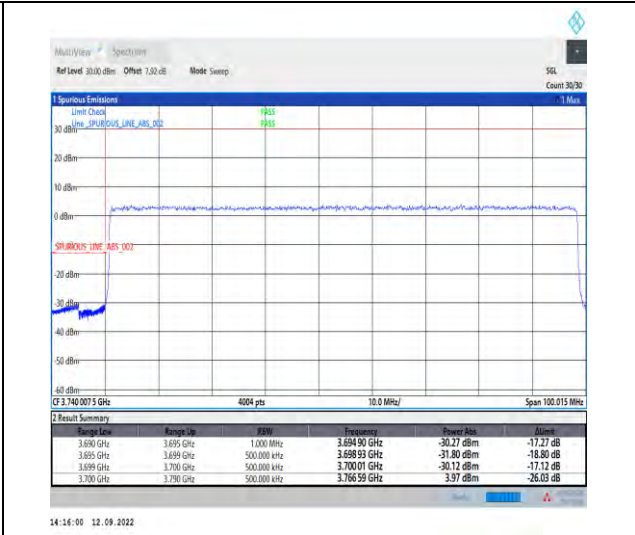 MultiView Spectrum
Ref Level 30.00 dBm Offset 7.92 dB Mode Sweep SGL
Count 30/30
1 Spurious Emissions 1 Max
Limit Check PASS
Line _SPURIOUS_LINE_ABS_002 PASS
30 dBm
20 dBm
10 dBm
0 dBm
SPURIOUS_LINE_ABS_002
-20 dBm
-30 dBm
-40 dBm
-50 dBm
-60 dBm
CF 3.740 007 5 GHz 4004 pts 10.0 MHz/ Span 100.015 MHz
2 Result Summary
Range Low Range Up RBW Frequency Power Abs ΔLimit
3.690 GHz 3.695 GHz 1.000 MHz 3.694 90 GHz -30.27 dBm -17.27 dB
3.695 GHz 3.699 GHz 500.000 kHz 3.698 93 GHz -31.80 dBm -18.80 dB
3.699 GHz 3.700 GHz 500.000 kHz 3.700 01 GHz -30.12 dBm -17.12 dB
3.700 GHz 3.790 GHz 500.000 kHz 3.766 59 GHz 3.97 dBm -26.03 dB
Ready
14:16:00 12.09.2022